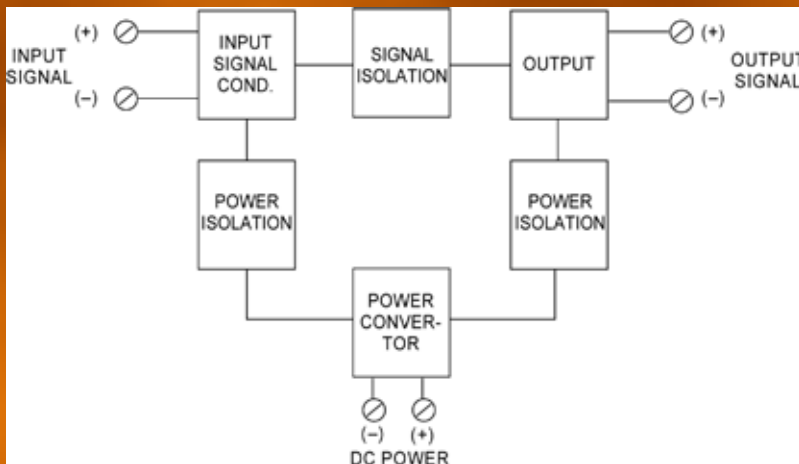 (+)
INPUT
SIGNAL
(–)
INPUT
SIGNAL
COND.
SIGNAL
ISOLATION
OUTPUT
(+)
OUTPUT
SIGNAL
(–)
POWER
ISOLATION
POWER
ISOLATION
POWER
CONVER-
TOR
(–) (+)
DC POWER